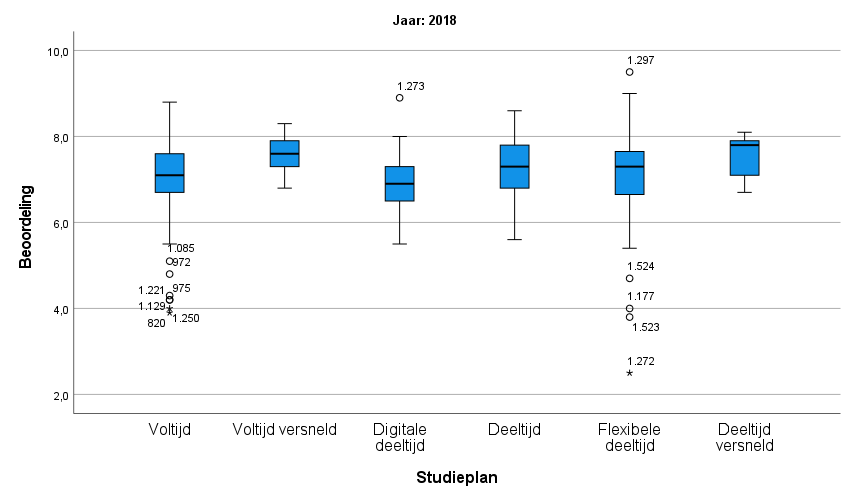 Jaar: 2018
Beoordeling
10,0
8,0
6,0
4,0
2,0
1.297
1.273
1.085
972
975
1.221
1.129
1.250
820
1.524
1.177
1.523
1.272
Voltijd
Voltijd versneld
Digitale
deeltijd
Deeltijd
Flexibele
deeltijd
Deeltijd
versneld
Studieplan